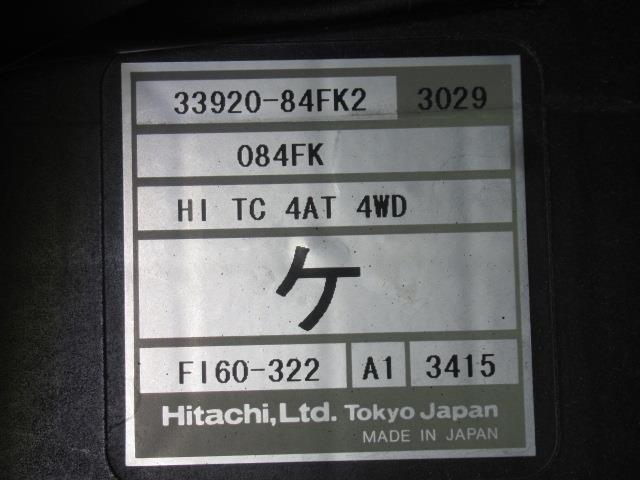 33920-84FK2 3029
084FK
HI TC 4AT 4WD
ケ
FI60-322 A1 3415
Hitachi,Ltd. Tokyo Japan
MADE IN JAPAN